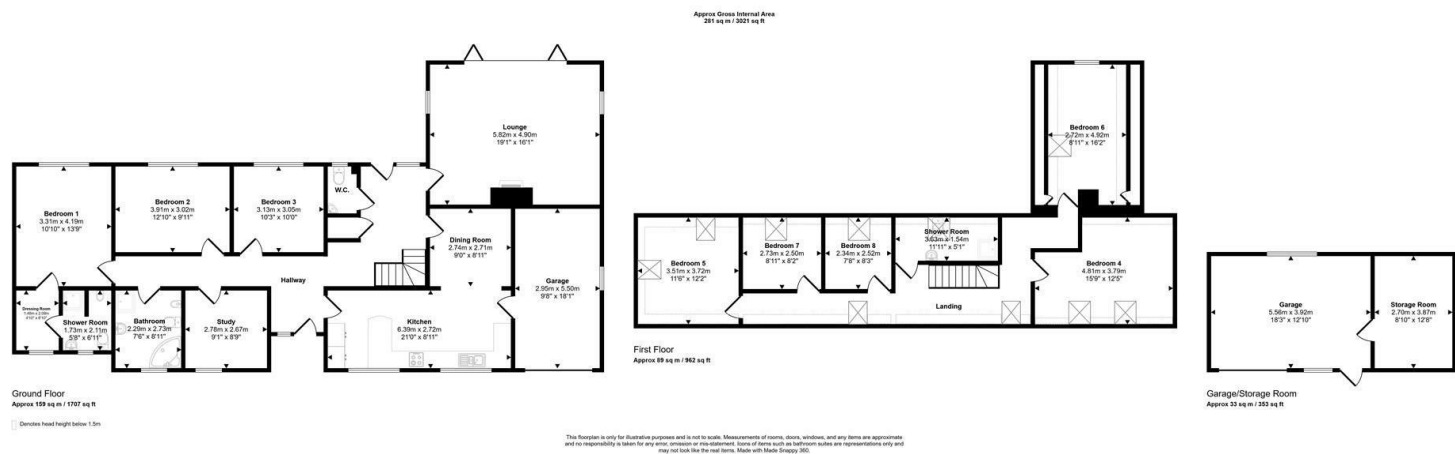 Approx Gross Internal Area
281 sq m / 3021 sq ft
Lounge
5.82m x 4.90m
19'1" x 16'1"
Bedroom 1
3.31m x 4.19m
10'10" x 13'9"
Bedroom 2
3.91m x 3.02m
12'10" x 9'11"
Bedroom 3
3.13m x 3.05m
10'3" x 10'0"
W.C.
Dining Room
2.74m x 2.71m
9'0" x 8'11"
Garage
2.95m x 5.50m
9'8" x 18'1"
Hallway
Dressing Room
Shower Room
1.73m x 2.11m
5'8" x 6'11"
Bathroom
2.29m x 2.73m
7'6" x 8'11"
Study
2.78m x 2.67m
9'1" x 8'9"
Kitchen
6.39m x 2.72m
21'0" x 8'11"
Ground Floor
Approx 159 sq m / 1707 sq ft
Denotes head height below 1.5m
Bedroom 6
2.72m x 4.92m
8'11" x 16'2"
Bedroom 5
3.51m x 3.72m
11'6" x 12'2"
Bedroom 7
2.73m x 2.50m
8'11" x 8'2"
Bedroom 8
2.34m x 2.52m
7'8" x 8'3"
Shower Room
3.63m x 1.54m
11'11" x 5'1"
Bedroom 4
4.81m x 3.79m
15'9" x 12'5"
Landing
First Floor
Approx 89 sq m / 962 sq ft
Garage
5.56m x 3.92m
18'3" x 12'10"
Storage Room
2.70m x 3.87m
8'10" x 12'8"
Garage/Storage Room
Approx 33 sq m / 353 sq ft
This floorplan is only for illustrative purposes and is not to scale. Measurements of rooms, doors, windows, and any items are approximate
and no responsibility is taken for any error, omission or mis-statement. Icons of items such as bathroom suites are representations only and
may not look like the real items. Made with Made Snappy 360.